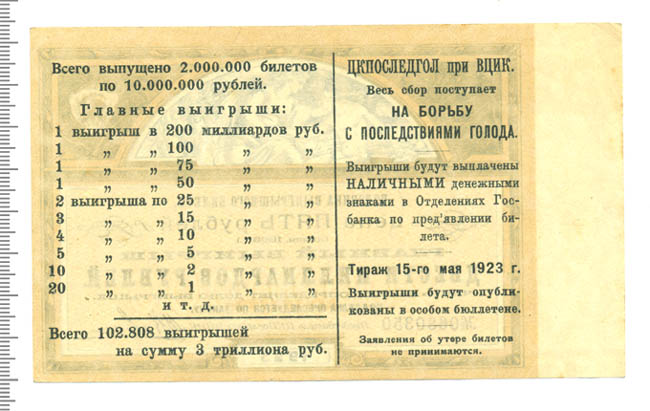 Всего выпущено 2.000.000 билетов
по 10.000.000 рублей.
Главные выигрыши:
1 выигрыш в 200 миллиардов руб.
1 „ „ 100 „ „
1 „ „ 75 „ „
1 „ „ 50 „ „
2 выигрыша по 25 „ „
3 „ „ 15 „ „
4 „ „ 10 „ „
5 „ „ 5 „ „
10 „ „ 2 „ „
20 „ „ 1 „ „
и т. д.
Всего 102.808 выигрышей
на сумму 3 триллиона руб.
ЦКПОСЛЕДГОЛ при ВЦИК.
Весь сбор поступает
НА БОРЬБУ
С ПОСЛЕДСТВИЯМИ ГОЛОДА.
Выигрыши будут выплачены
НАЛИЧНЫМИ денежными
знаками в Отделениях Гос-
банка по пред'явлении би-
лета.
Тираж 15-го мая 1923 г.
Выигрыши будут опубли-
кованы в особом бюллетене.
Заявления об утере билетов
не принимаются.